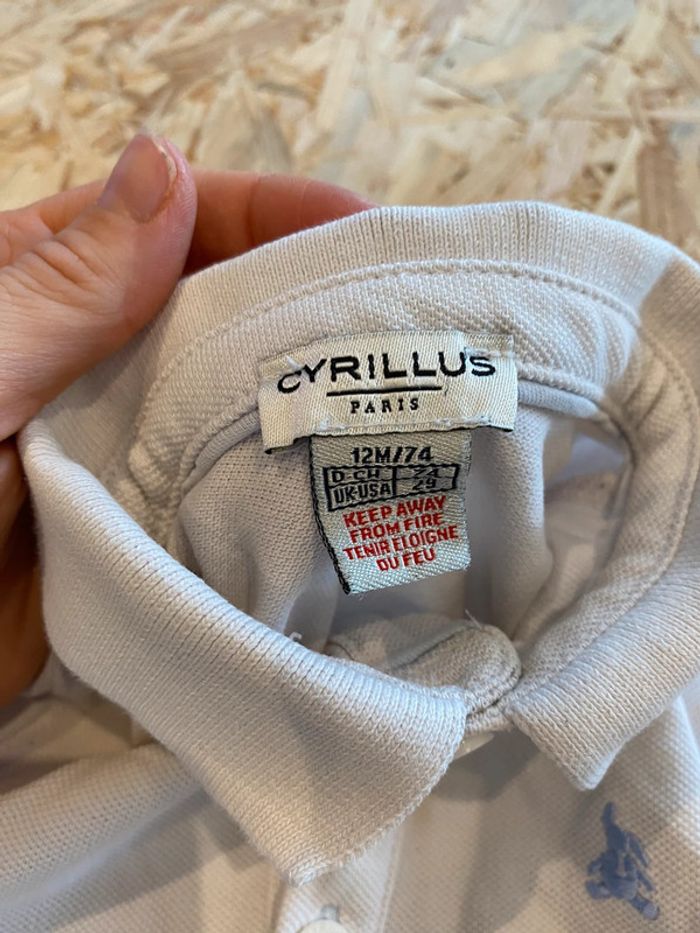 CYRILLUS
PARIS
12M/74
D-CH 74
UK-USA 29
KEEP AWAY
FROM FIRE
TENIR ELOIGNE
DU FEU